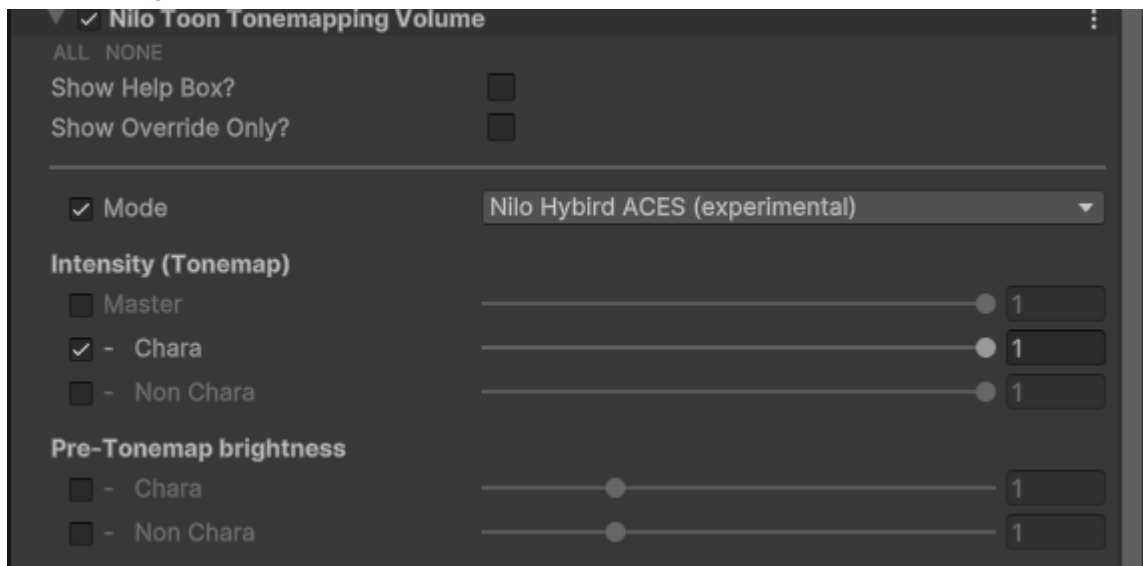 Nilo Toon Tonemapping Volume
ALL NONE
Show Help Box?
Show Override Only?
Mode Nilo Hybird ACES (experimental)
Intensity (Tonemap)
Master 1
- Chara 1
- Non Chara 1
Pre-Tonemap brightness
- Chara 1
- Non Chara 1